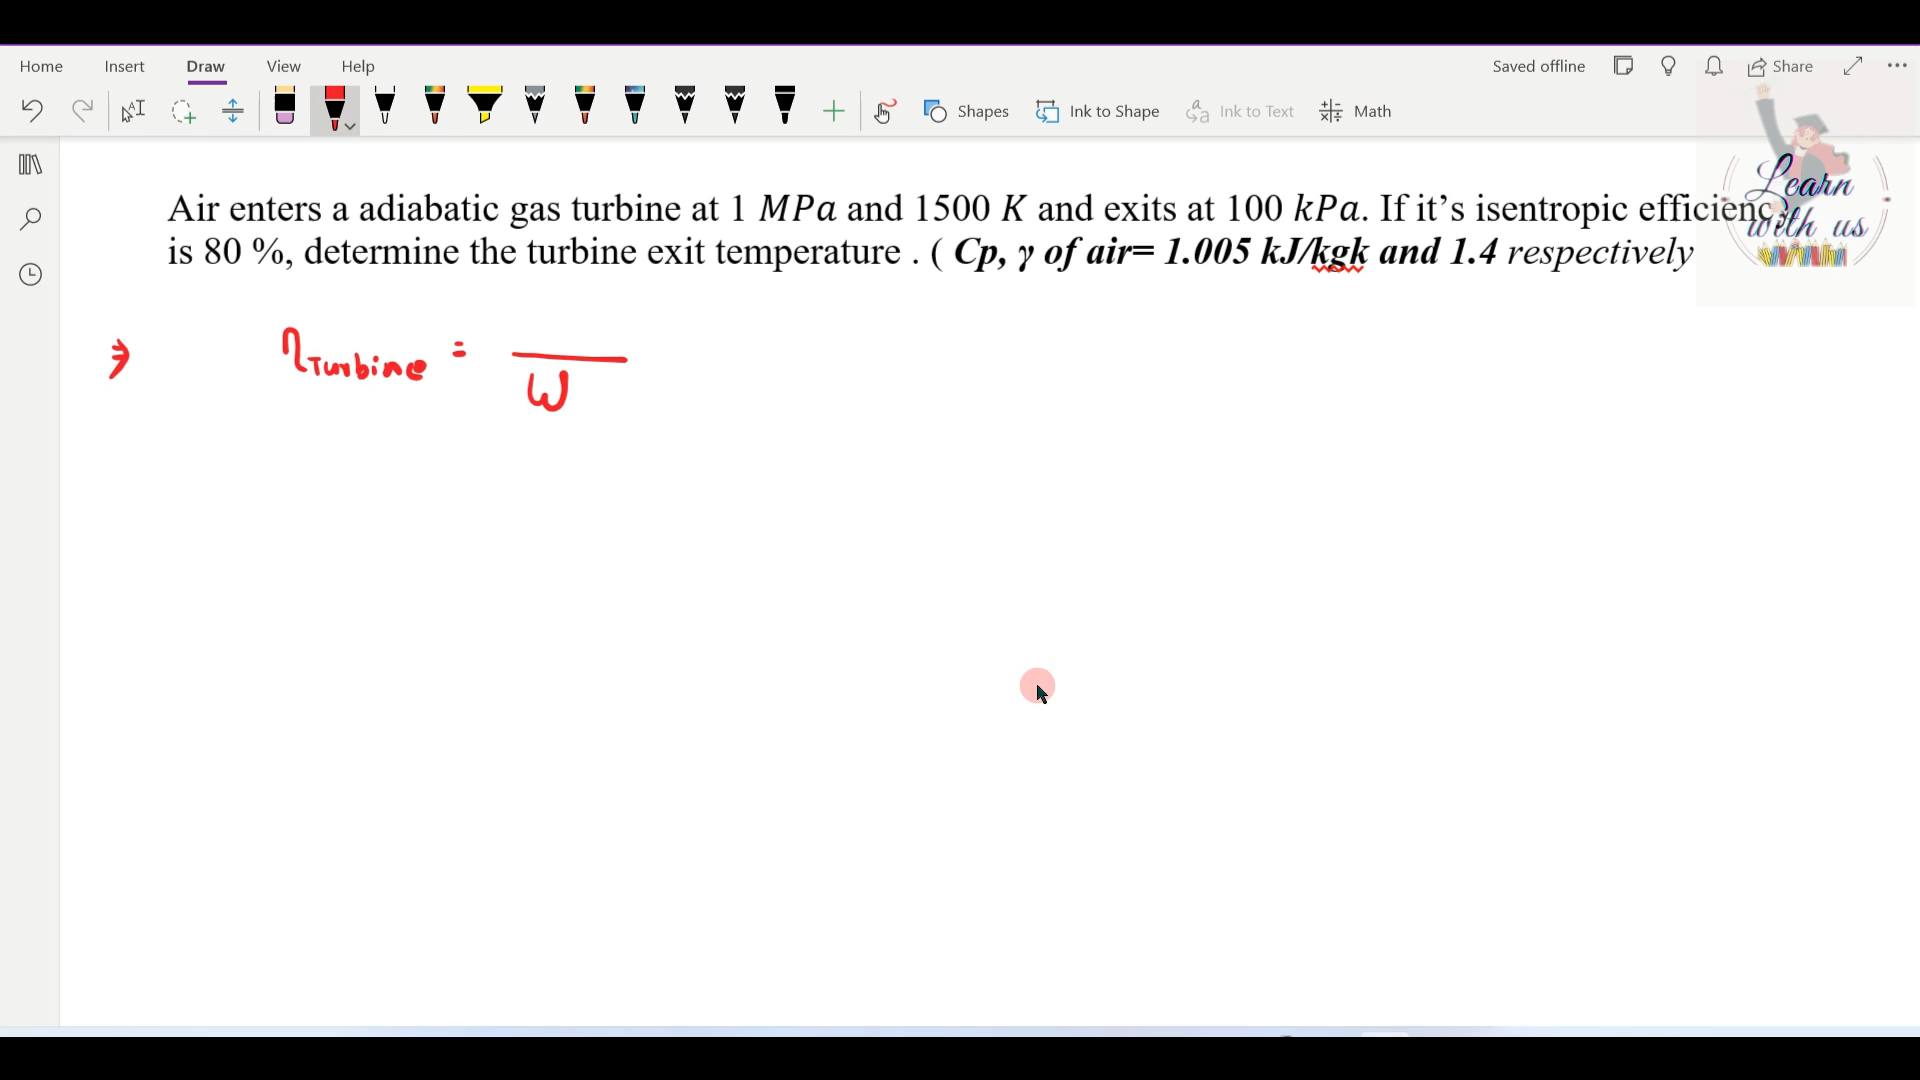 Home Insert Draw View Help Saved offline Share
Shapes Ink to Shape Ink to Text Math
Air enters a adiabatic gas turbine at 1 MPa and 1500 K and exits at 100 kPa. If it's isentropic efficiency
is 80 %, determine the turbine exit temperature . ( Cp, γ of air= 1.005 kJ/kgk and 1.4 respectively
Learn
with us
⇒ η Turbine =
W